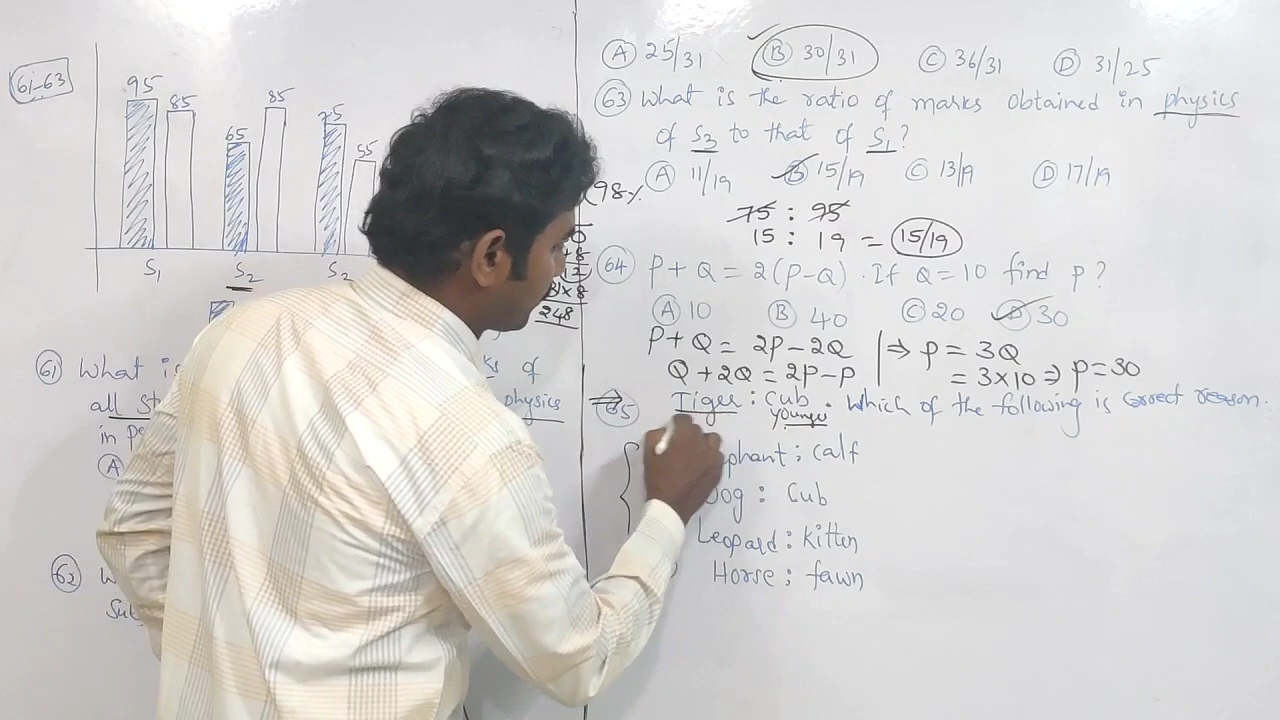 61-63
95
85
65
85
75
55
S1
S2
S3
61 What is
all st
in pe
A
ks of
physics
62 W
Sub
(98%
248
A 25/31 B 30/31 C 36/31 D 31/25
63 What is the ratio of marks obtained in physics
of S3 to that of S1?
A 11/19 B 15/19 C 13/19 D 17/19
75 : 95
15 : 19 = 15/19
64 P+Q = 2(P-Q). If Q=10 find P?
A 10 B 40 C 20 D 30
P+Q = 2P-2Q
Q+2Q = 2P-P
⇒ P = 3Q
= 3×10 ⇒ P=30
⇒ 65 Tiger : Cub. Which of the following is Correct reason.
younger
phant : Calf
Dog : Cub
Leopard : Kitten
Horse : fawn